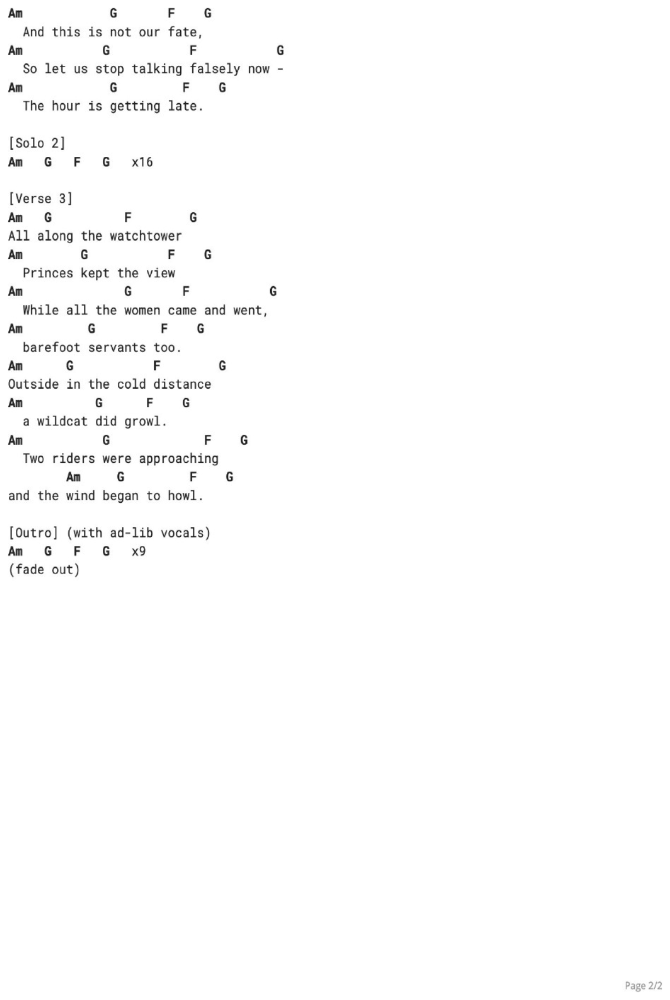 Am            G       F    G
  And this is not our fate,
Am           G           F           G
  So let us stop talking falsely now -
Am            G         F    G
  The hour is getting late.

[Solo 2]
Am   G   F   G   x16

[Verse 3]
Am   G          F        G
All along the watchtower
Am        G           F    G
  Princes kept the view
Am              G       F           G
  While all the women came and went,
Am         G         F    G
  barefoot servants too.
Am      G           F        G
Outside in the cold distance
Am          G      F    G
  a wildcat did growl.
Am           G             F    G
  Two riders were approaching
        Am     G         F    G
and the wind began to howl.

[Outro] (with ad-lib vocals)
Am   G   F   G   x9
(fade out)

Page 2/2